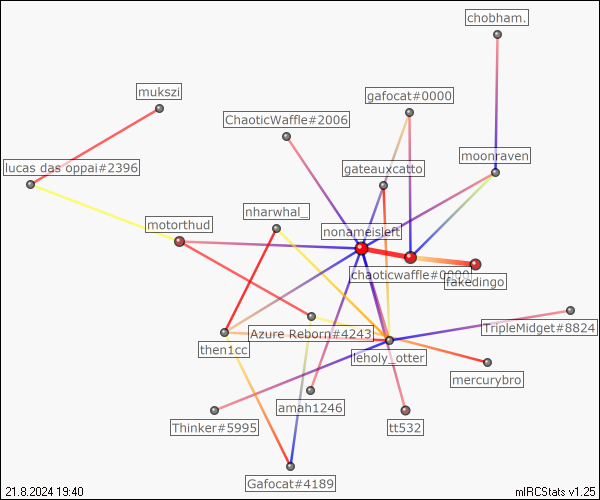 chobham.
mukszi
gafocat#0000
ChaoticWaffle#2006
moonraven
lucas das oppai#2396
gateauxcatto
nharwhal_
motorthud
nonameisleft
chaoticwaffle#0000
fakedingo
Azure Reborn#4243
TripleMidget#8824
then1cc
leholy_otter
mercurybro
amah1246
Thinker#5995
tt532
Gafocat#4189
21.8.2024 19:40
mIRCStats v1.25